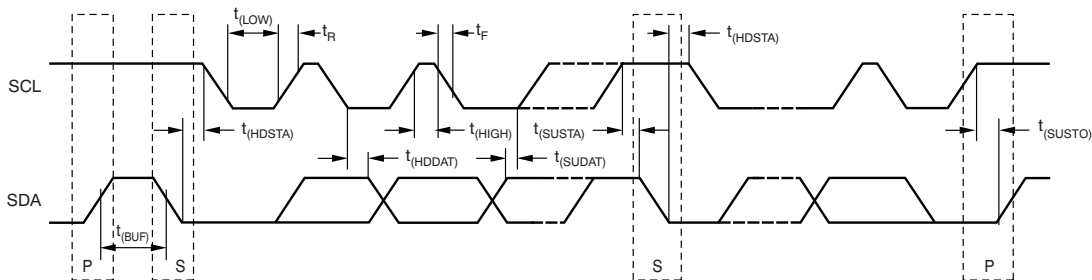 t(LOW)
tR
tF
t(HDSTA)
SCL
t(HDSTA)
t(HIGH)
t(SUSTA)
t(SUSTO)
t(HDDAT)
t(SUDAT)
SDA
t(BUF)
P
S
S
P